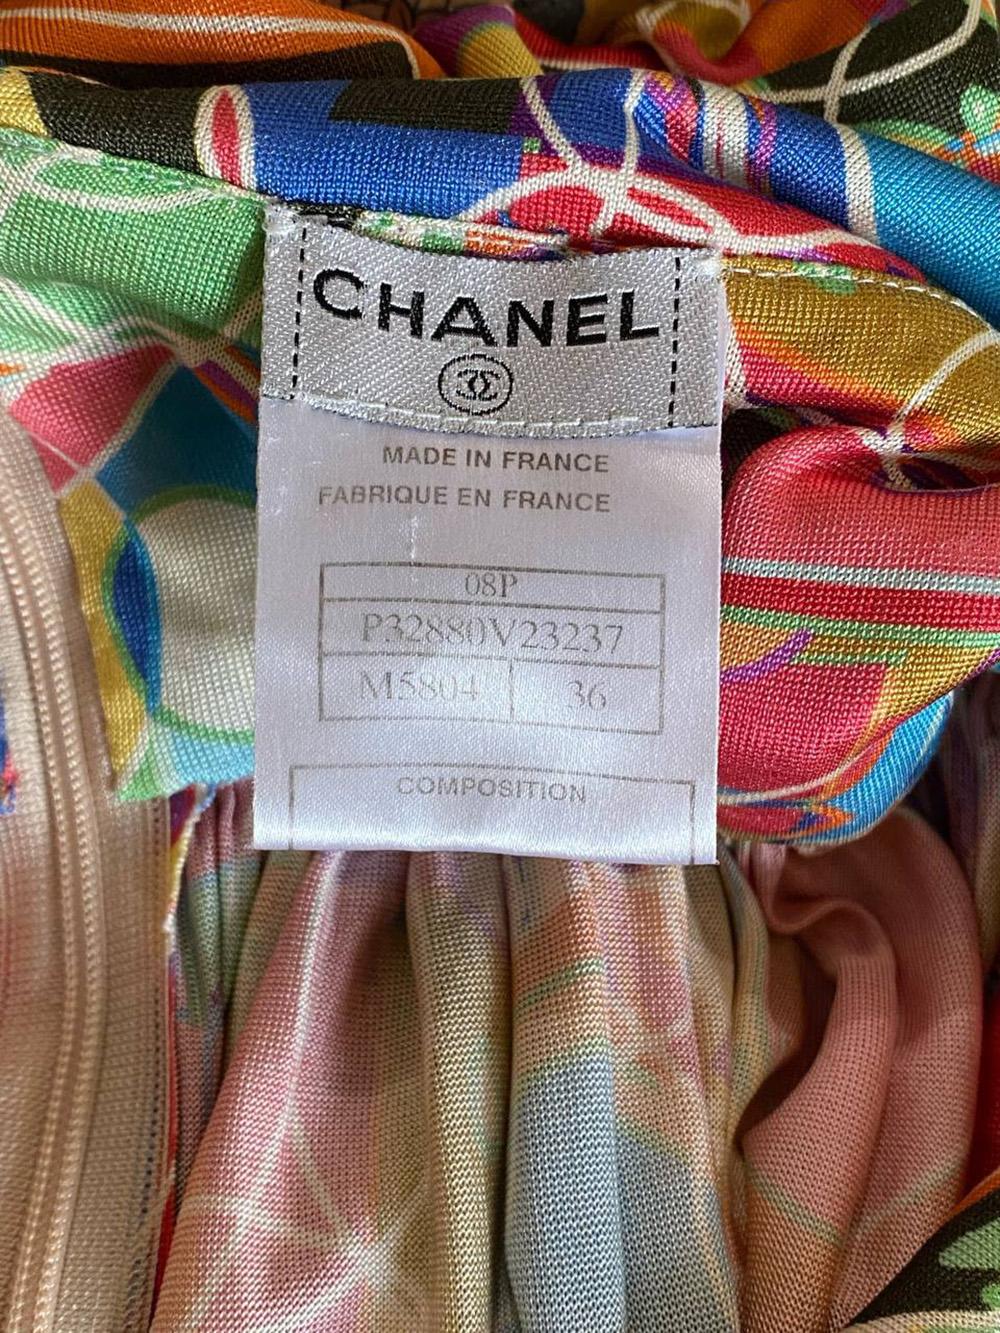 CHANEL
MADE IN FRANCE
FABRIQUE EN FRANCE
08P
P32880V23237
M5804 36
COMPOSITION